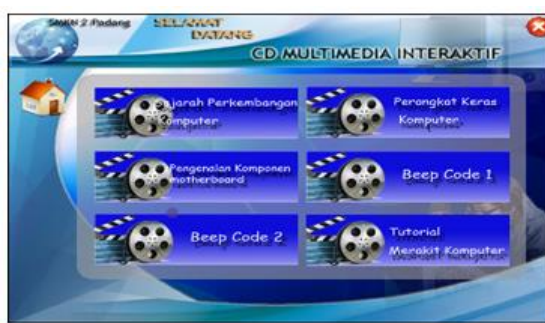 SMKN 2 Padang
SELAMAT
DATANG
CD MULTIMEDIA INTERAKTIF
Sejarah Perkembangan
Komputer
Perangkat Keras
Komputer
Pengenalan Komponen
motherboard
Beep Code 1
Beep Code 2
Tutorial
Merakit Komputer